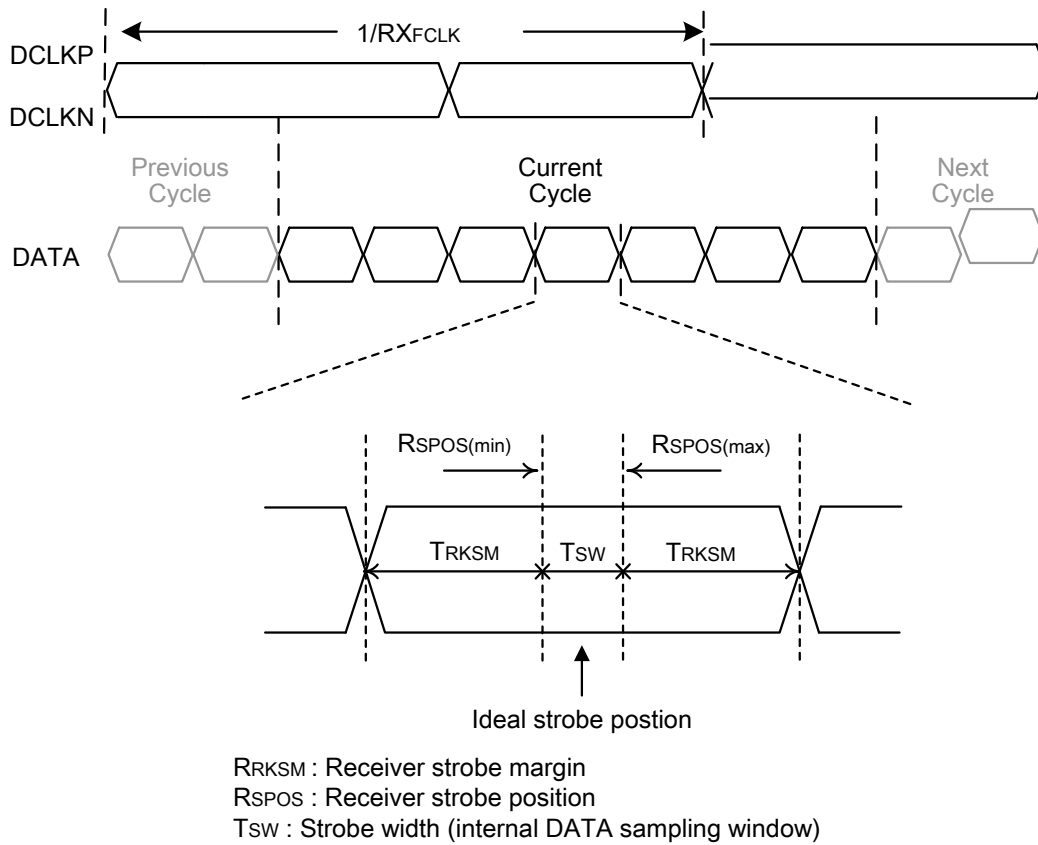 1/RXFCLK
DCLKP
DCLKN
Previous
Cycle
Current
Cycle
Next
Cycle
DATA
RSPOS(min)
RSPOS(max)
TRKSM
TSW
TRKSM
Ideal strobe postion
RRKSM : Receiver strobe margin
RSPOS : Receiver strobe position
TSW : Strobe width (internal DATA sampling window)